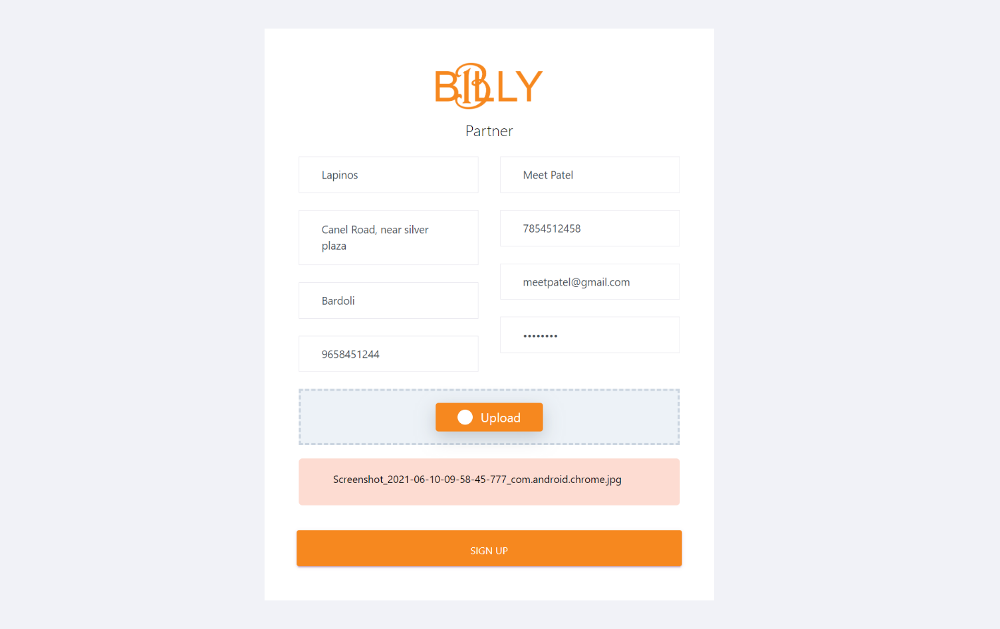 BILLY
Partner
Lapinos
Meet Patel
Canel Road, near silver
plaza
7854512458
meetpatel@gmail.com
Bardoli
••••••••
9658451244
Upload
Screenshot_2021-06-10-09-58-45-777_com.android.chrome.jpg
SIGN UP